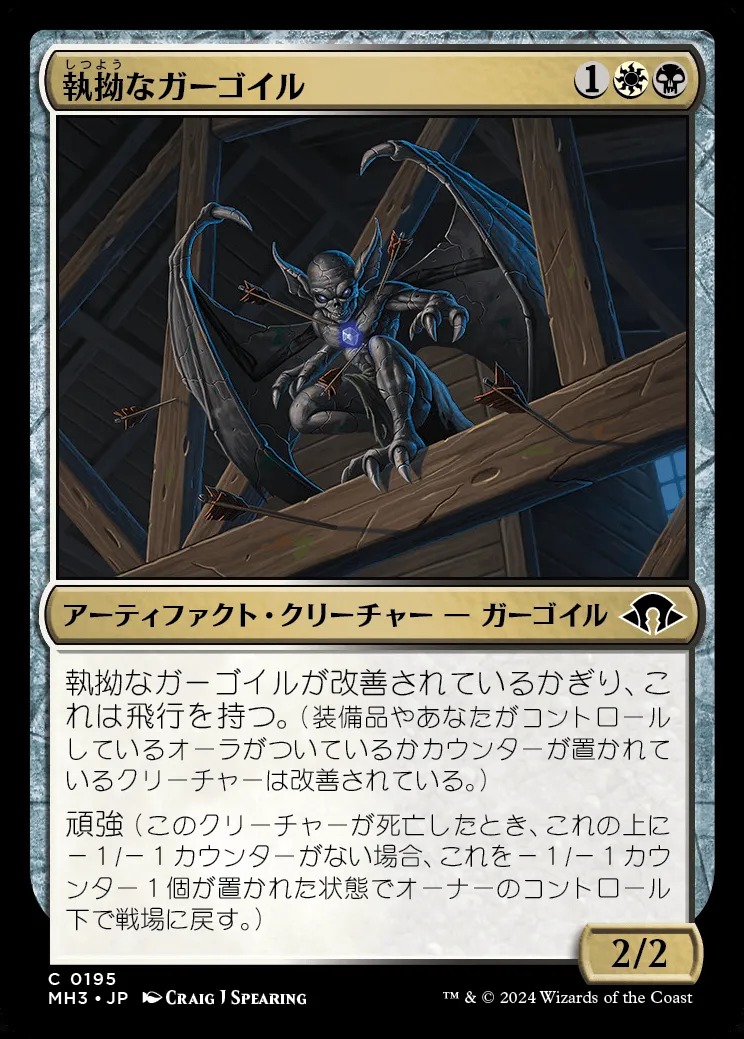 しつよう
執拗なガーゴイル
1
アーティファクト・クリーチャー — ガーゴイル
執拗なガーゴイルが改善されているかぎり、こ
れは飛行を持つ。（装備品やあなたがコントロール
しているオーラがついているかカウンターが置かれて
いるクリーチャーは改善されている。）
頑強（このクリーチャーが死亡したとき、これの上に
－１/－１カウンターがない場合、これを－１/－１カウ
ンター１個が置かれた状態でオーナーのコントロール
下で戦場に戻す。）
2/2
C 0195
MH3 • JP Craig J Spearing
™ & © 2024 Wizards of the Coast